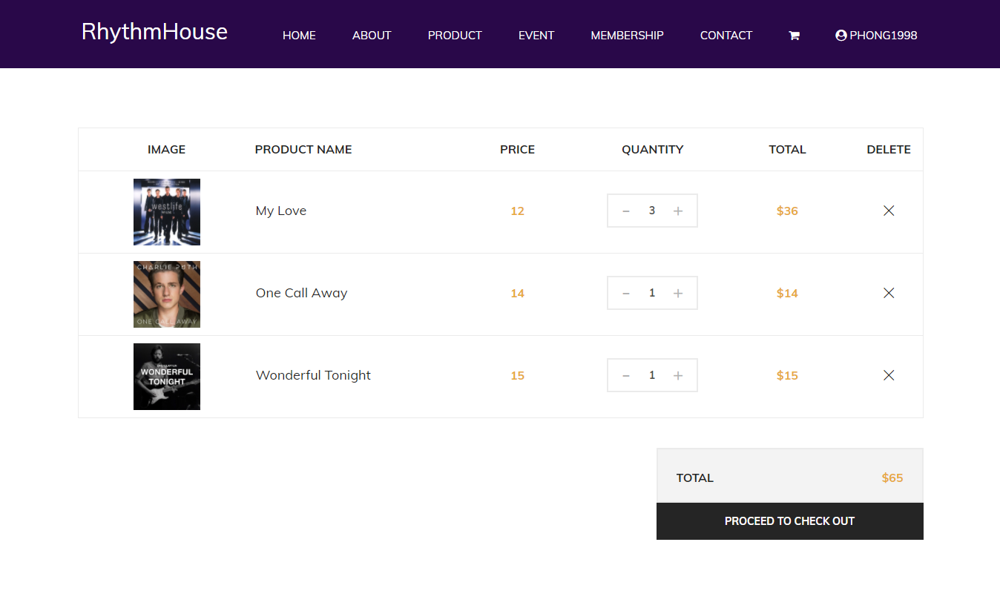 RhythmHouse HOME ABOUT PRODUCT EVENT MEMBERSHIP CONTACT PHONG1998
IMAGE PRODUCT NAME PRICE QUANTITY TOTAL DELETE
westlife
My Love 12 − 3 + $36
CHARLIE PUTH
One Call Away 14 − 1 + $14
ONE CALL AWAY
WONDERFUL
TONIGHT
Wonderful Tonight 15 − 1 + $15
TOTAL $65
PROCEED TO CHECK OUT